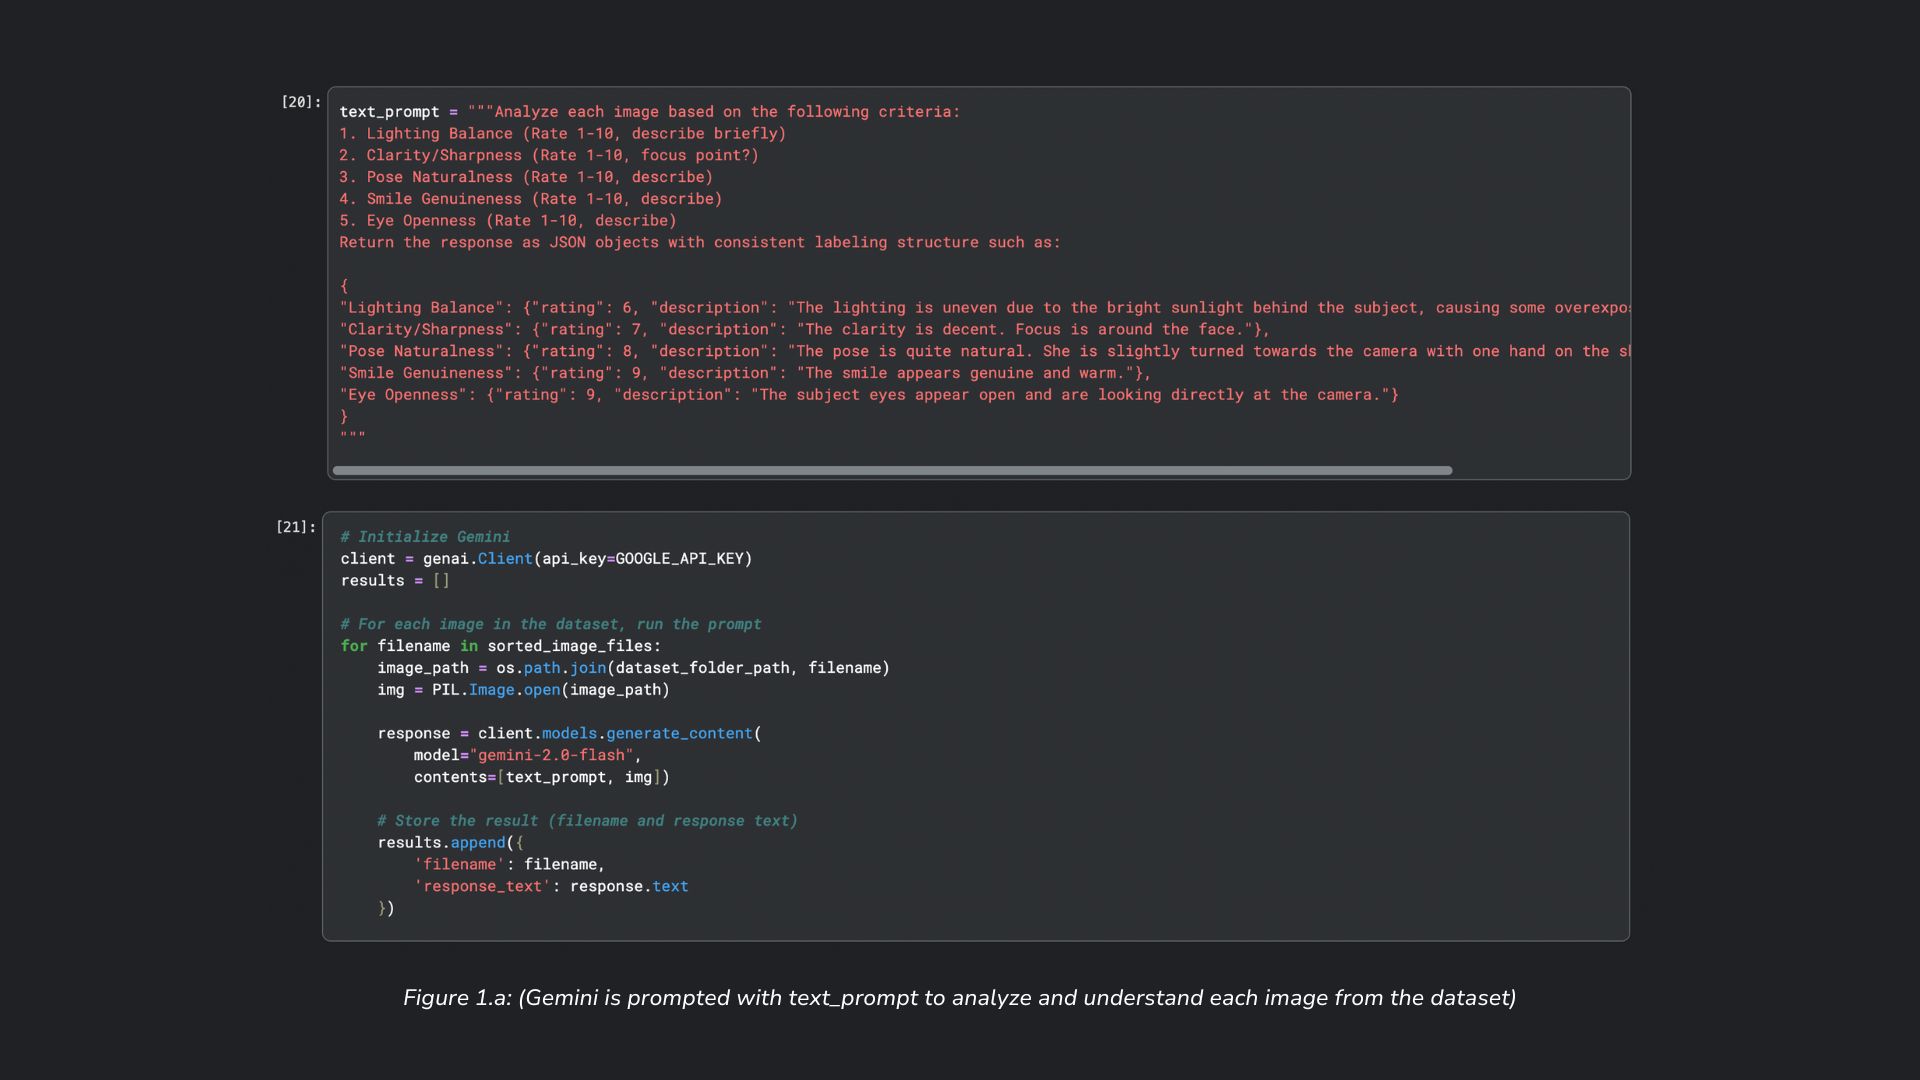 [20]:
text_prompt = """Analyze each image based on the following criteria:
1. Lighting Balance (Rate 1-10, describe briefly)
2. Clarity/Sharpness (Rate 1-10, focus point?)
3. Pose Naturalness (Rate 1-10, describe)
4. Smile Genuineness (Rate 1-10, describe)
5. Eye Openness (Rate 1-10, describe)
Return the response as JSON objects with consistent labeling structure such as:

{
"Lighting Balance": {"rating": 6, "description": "The lighting is uneven due to the bright sunlight behind the subject, causing some overexpo
"Clarity/Sharpness": {"rating": 7, "description": "The clarity is decent. Focus is around the face."},
"Pose Naturalness": {"rating": 8, "description": "The pose is quite natural. She is slightly turned towards the camera with one hand on the
"Smile Genuineness": {"rating": 9, "description": "The smile appears genuine and warm."},
"Eye Openness": {"rating": 9, "description": "The subject eyes appear open and are looking directly at the camera."}
}
"""
[21]:
# Initialize Gemini
client = genai.Client(api_key=GOOGLE_API_KEY)
results = []

# For each image in the dataset, run the prompt
for filename in sorted_image_files:
    image_path = os.path.join(dataset_folder_path, filename)
    img = PIL.Image.open(image_path)

    response = client.models.generate_content(
        model="gemini-2.0-flash",
        contents=[text_prompt, img])

    # Store the result (filename and response text)
    results.append({
        'filename': filename,
        'response_text': response.text
    })
Figure 1.a: (Gemini is prompted with text_prompt to analyze and understand each image from the dataset)